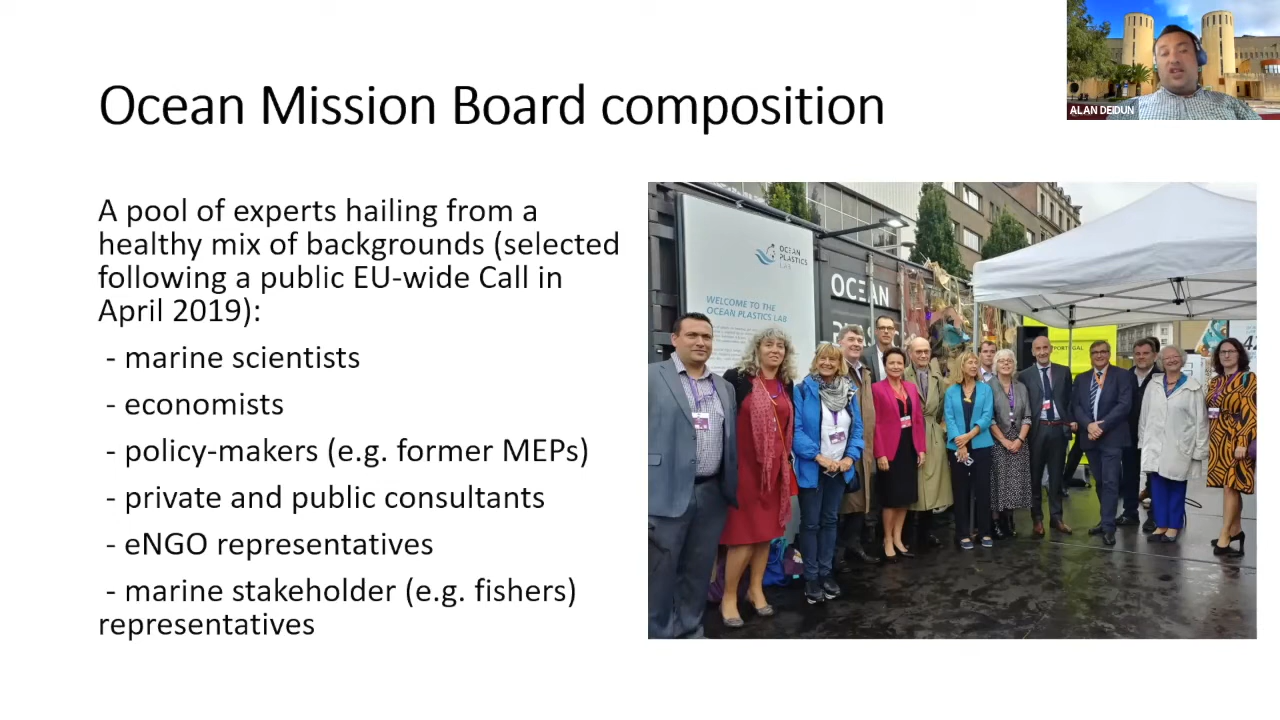 Ocean Mission Board composition
ALAN DEIDUN
A pool of experts hailing from a
healthy mix of backgrounds (selected
following a public EU-wide Call in
April 2019):
- marine scientists
- economists
- policy-makers (e.g. former MEPs)
- private and public consultants
- eNGO representatives
- marine stakeholder (e.g. fishers)
representatives
OCEAN
PLASTICS
LAB
WELCOME TO THE
OCEAN PLASTICS LAB
OCEAN
PORTUGAL